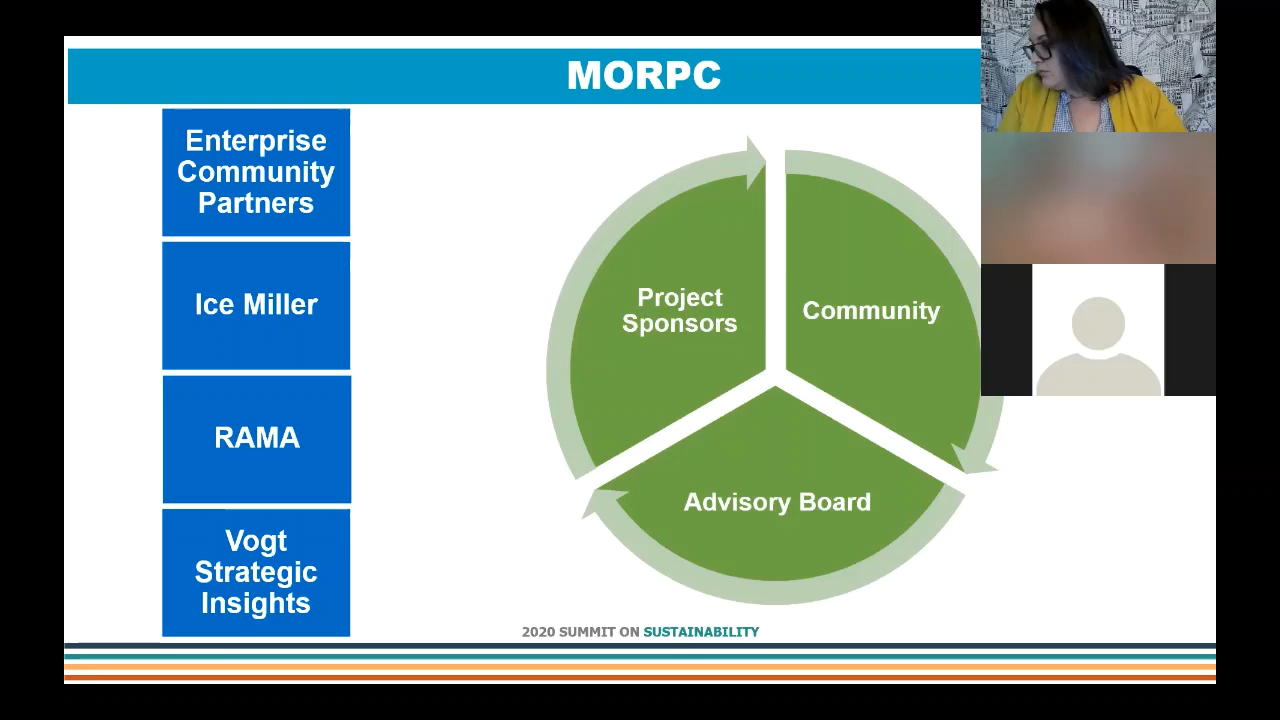 MORPC
Enterprise
Community
Partners
Ice Miller
RAMA
Vogt
Strategic
Insights
Project
Sponsors
Community
Advisory Board
2020 SUMMIT ON SUSTAINABILITY